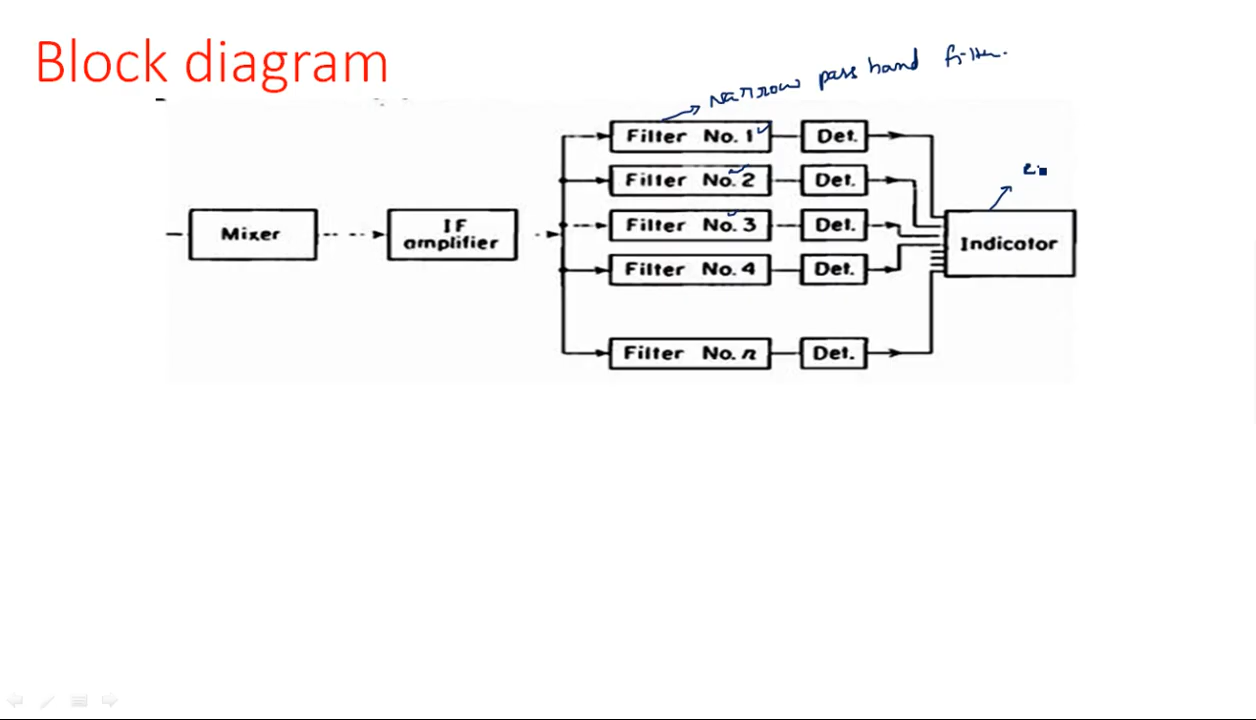 Block diagram
Narrow pass band filter.
Filter No. 1
Det.
Filter No. 2
Det.
Mixer
IF
amplifier
Filter No. 3
Det.
Indicator
Filter No. 4
Det.
Filter No. n
Det.